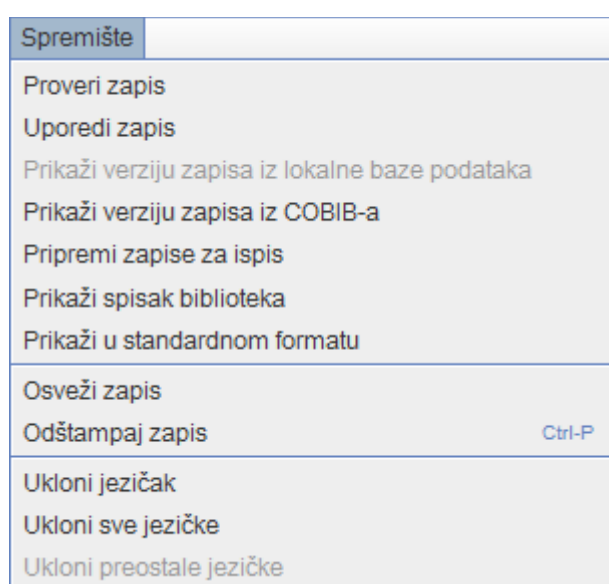 Spremište
Proveri zapis
Uporedi zapis
Prikaži verziju zapisa iz lokalne baze podataka
Prikaži verziju zapisa iz COBIB-a
Pripremi zapise za ispis
Prikaži spisak biblioteka
Prikaži u standardnom formatu
Osveži zapis
Odštampaj zapis Ctrl-P
Ukloni jezičak
Ukloni sve jezičke
Ukloni preostale jezičke